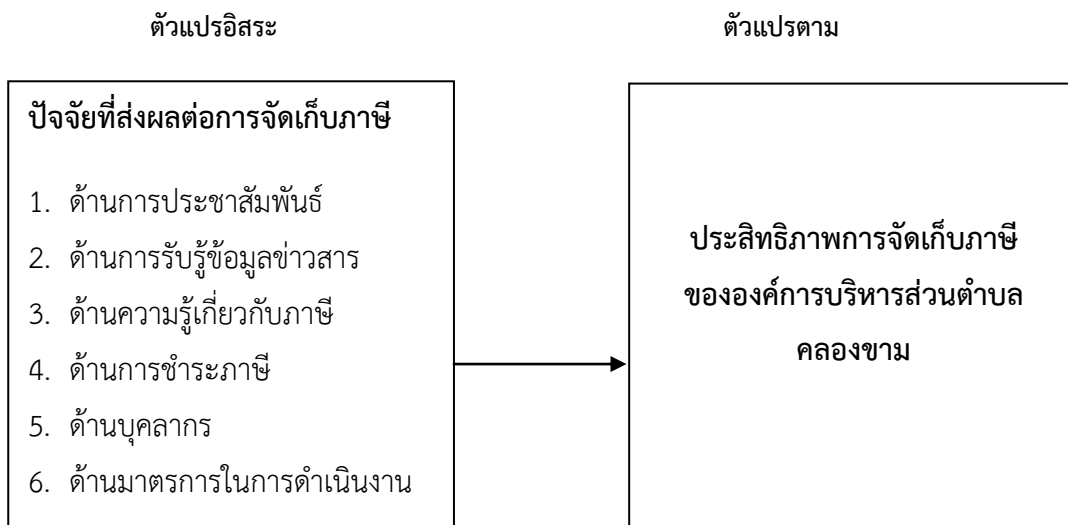 ตัวแปรอิสระ
ตัวแปรตาม
ปัจจัยที่ส่งผลต่อการจัดเก็บภาษี
1. ด้านการประชาสัมพันธ์
2. ด้านการรับรู้ข้อมูลข่าวสาร
3. ด้านความรู้เกี่ยวกับภาษี
4. ด้านการชำระภาษี
5. ด้านบุคลากร
6. ด้านมาตรการในการดำเนินงาน
ประสิทธิภาพการจัดเก็บภาษี
ขององค์การบริหารส่วนตำบล
คลองขาม